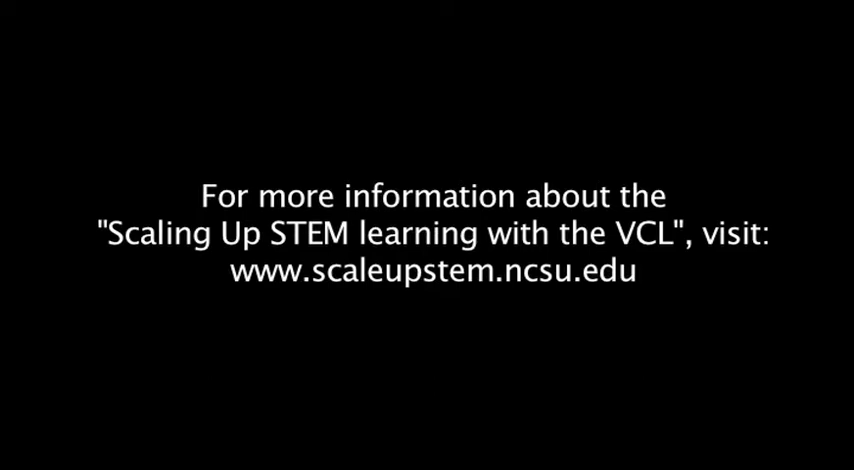 For more information about the
"Scaling Up STEM learning with the VCL", visit:
www.scaleupstem.ncsu.edu